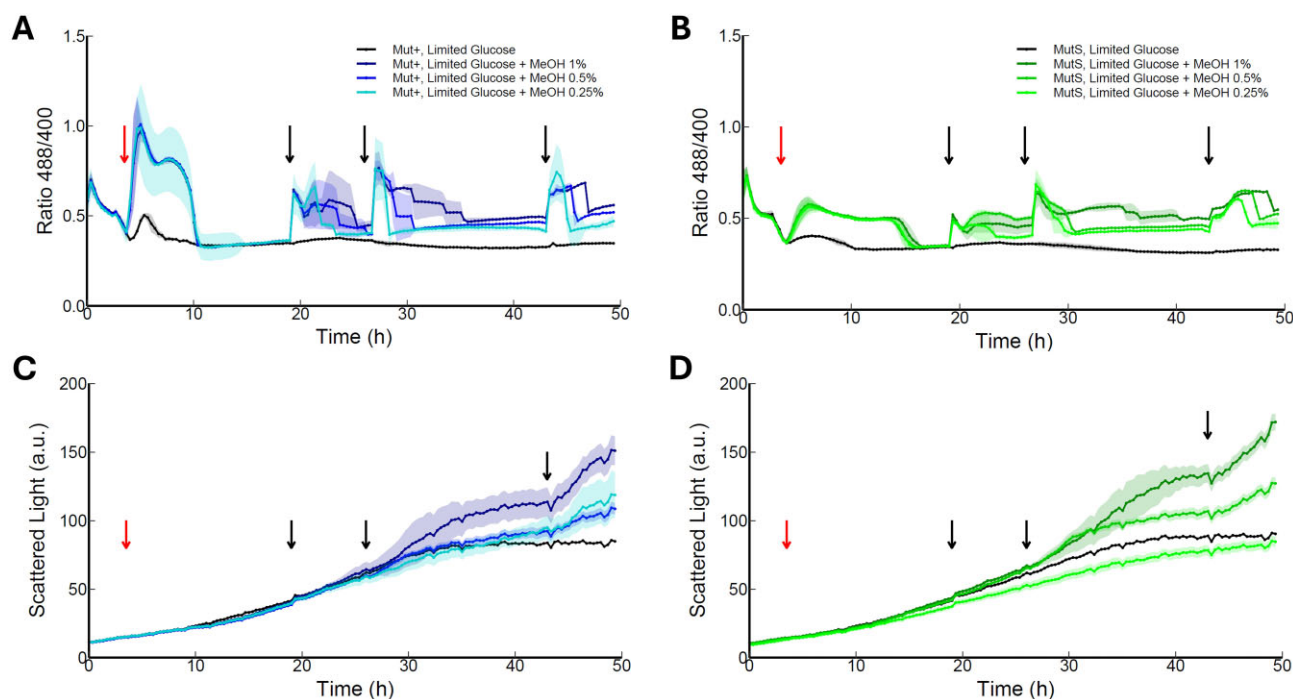 A
1.5
1.0
0.5
0.0
Ratio 488/400
0 10 20 30 40 50
Time (h)
Mut+, Limited Glucose
Mut+, Limited Glucose + MeOH 1%
Mut+, Limited Glucose + MeOH 0.5%
Mut+, Limited Glucose + MeOH 0.25%
B
1.5
1.0
0.5
0.0
Ratio 488/400
0 10 20 30 40 50
Time (h)
MutS, Limited Glucose
MutS, Limited Glucose + MeOH 1%
MutS, Limited Glucose + MeOH 0.5%
MutS, Limited Glucose + MeOH 0.25%
C
200
150
100
50
0
Scattered Light (a.u.)
0 10 20 30 40 50
Time (h)
D
200
150
100
50
0
Scattered Light (a.u.)
0 10 20 30 40 50
Time (h)